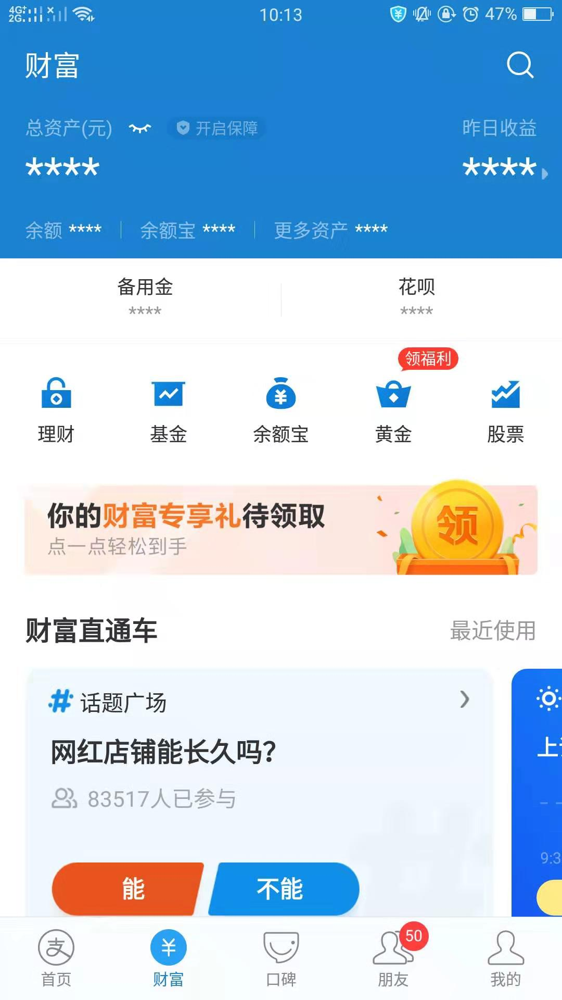 4G+
2G
10:13
47%
财富
总资产(元)
开启保障
昨日收益
****
****
余额 ****
余额宝 ****
更多资产 ****
备用金
花呗
****
****
领福利
理财
基金
余额宝
黄金
股票
你的财富专享礼待领取
点一点轻松到手
领
财富直通车
最近使用
# 话题广场
网红店铺能长久吗?
83517人已参与
上
9:3
能
不能
首页
财富
口碑
50
朋友
我的